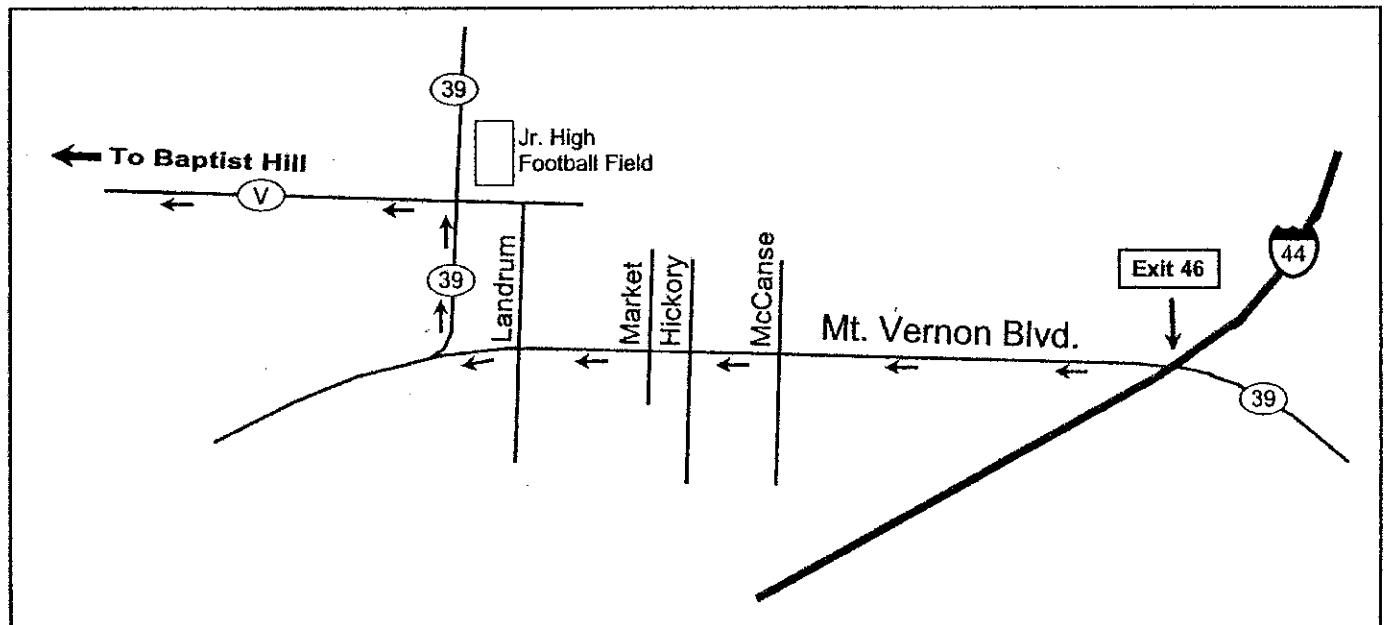 39
Jr. High
Football Field
To Baptist Hill
V
44
Exit 46
39
Landrum
Market
Hickory
McCanse
Mt. Vernon Blvd.
39